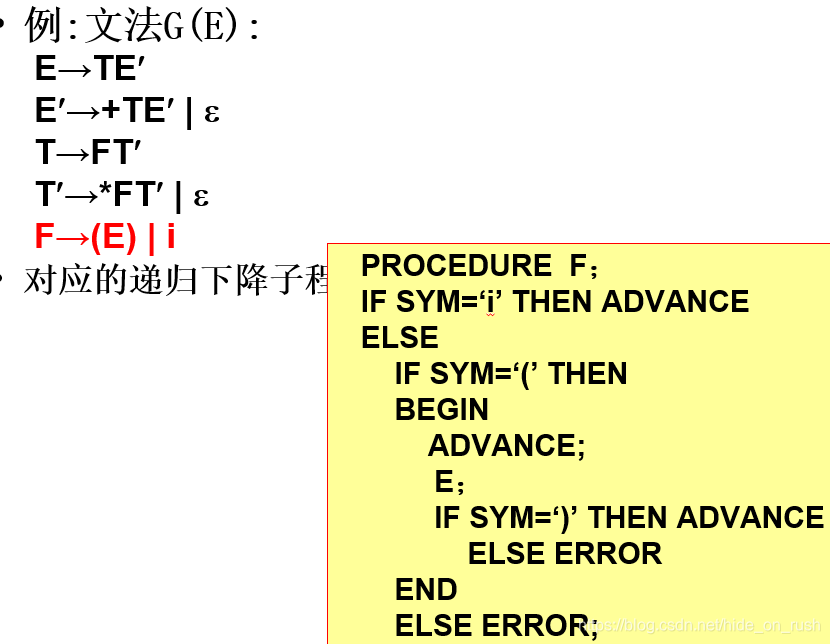 • 例:文法G(E):
E→TE′
E′→+TE′ | ε
T→FT′
T′→*FT′ | ε
F→(E) | i
• 对应的递归下降子程
PROCEDURE F；
IF SYM=‘i’ THEN ADVANCE
ELSE
IF SYM=‘(’ THEN
BEGIN
ADVANCE;
E；
IF SYM=‘)’ THEN ADVANCE
ELSE ERROR
END
ELSE ERROR;
https://blog.csdn.net/hide_on_rush